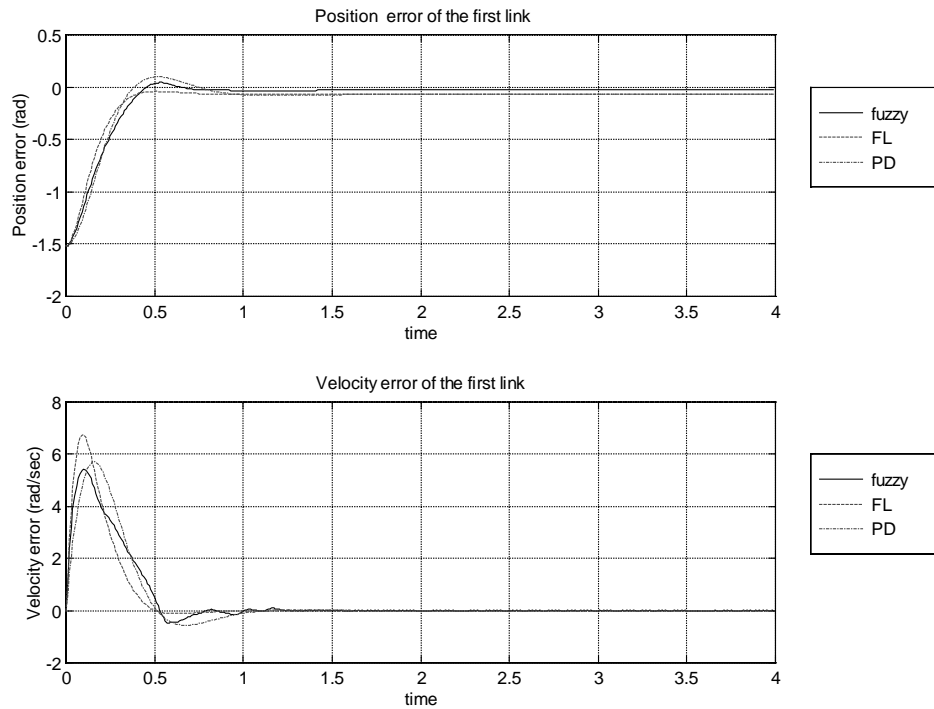 Position error of the first link
Position error (rad)
0.5
0
-0.5
-1
-1.5
-2
0 0.5 1 1.5 2 2.5 3 3.5 4
time
fuzzy
FL
PD
Velocity error of the first link
Velocity error (rad/sec)
8
6
4
2
0
-2
0 0.5 1 1.5 2 2.5 3 3.5 4
time
fuzzy
FL
PD